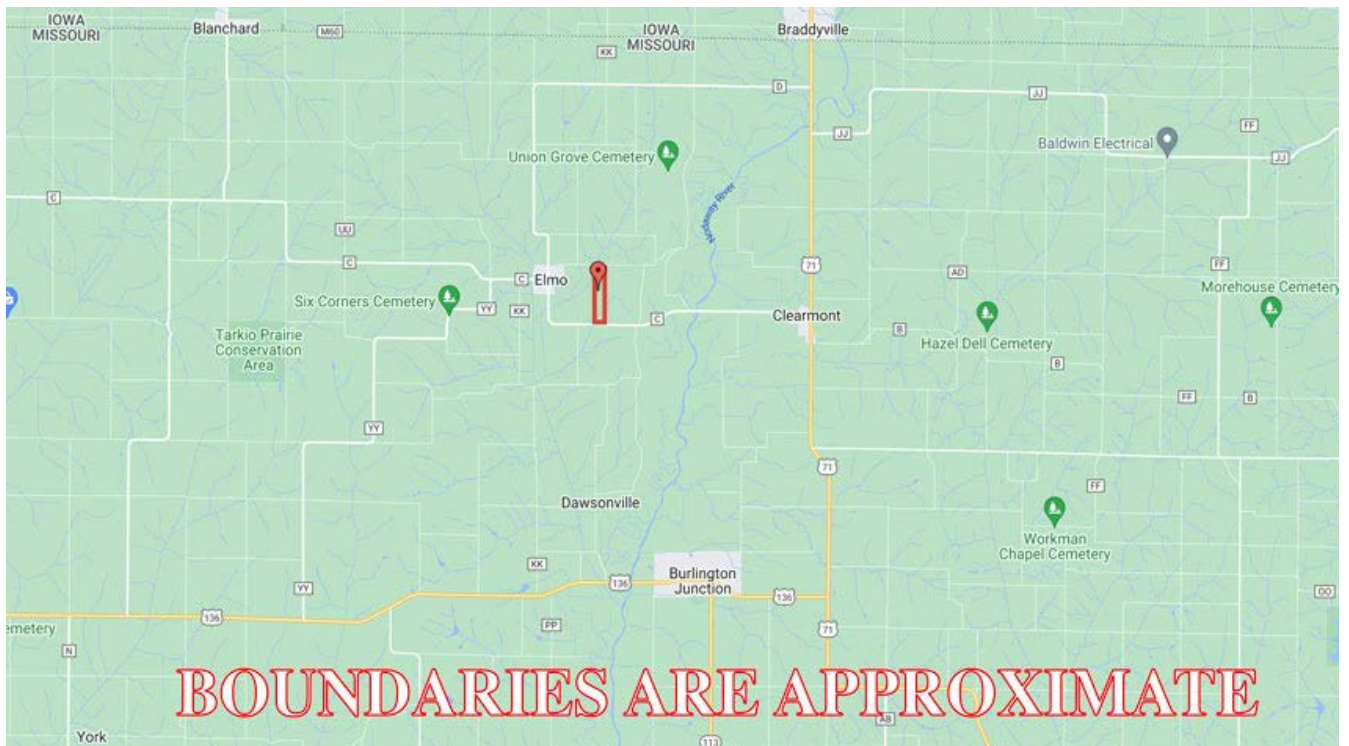 IOWA
MISSOURI
Blanchard
M60
KK
IOWA
MISSOURI
Braddyville
D
JJ
FF
JJ
Baldwin Electrical
JJ
Union Grove Cemetery
C
Nodaway River
UU
C
C
Elmo
71
AD
FF
Six Corners Cemetery
YY
KK
C
Clearmont
Morehouse Cemetery
B
Hazel Dell Cemetery
Tarkio Prairie
Conservation
Area
B
FF
B
YY
71
FF
Dawsonville
Workman
Chapel Cemetery
KK
136
Burlington
Junction
136
YY
136
PP
71
emetery
N
BOUNDARIES ARE APPROXIMATE
AB
York
113